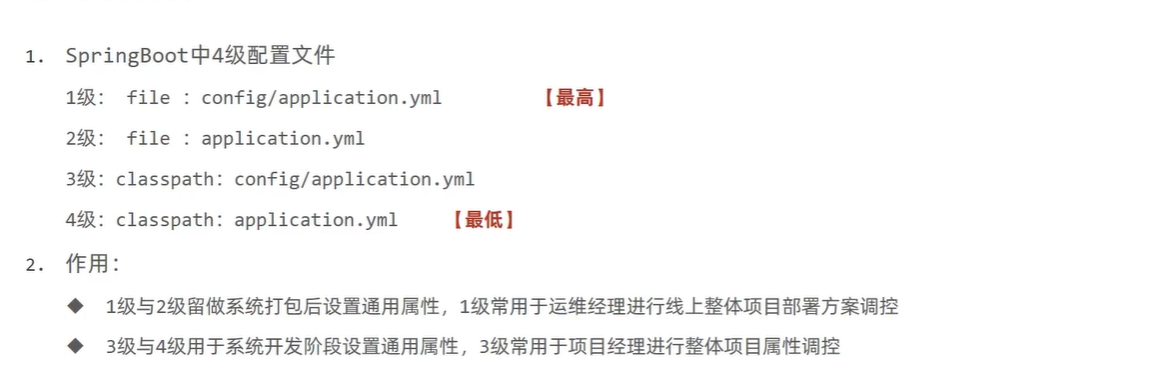 1. SpringBoot中4级配置文件
1级： file ：config/application.yml 【最高】
2级： file ：application.yml
3级：classpath：config/application.yml
4级：classpath：application.yml 【最低】
2. 作用：
◆ 1级与2级留做系统打包后设置通用属性，1级常用于运维经理进行线上整体项目部署方案调控
◆ 3级与4级用于系统开发阶段设置通用属性，3级常用于项目经理进行整体项目属性调控